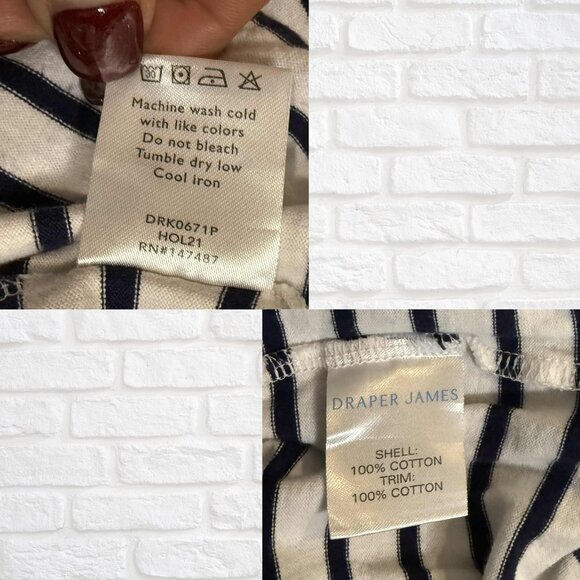 Machine wash cold
with like colors
Do not bleach
Tumble dry low
Cool iron
DRK0671P
HOL21
RN#147487
DRAPER JAMES
SHELL:
100% COTTON
TRIM:
100% COTTON